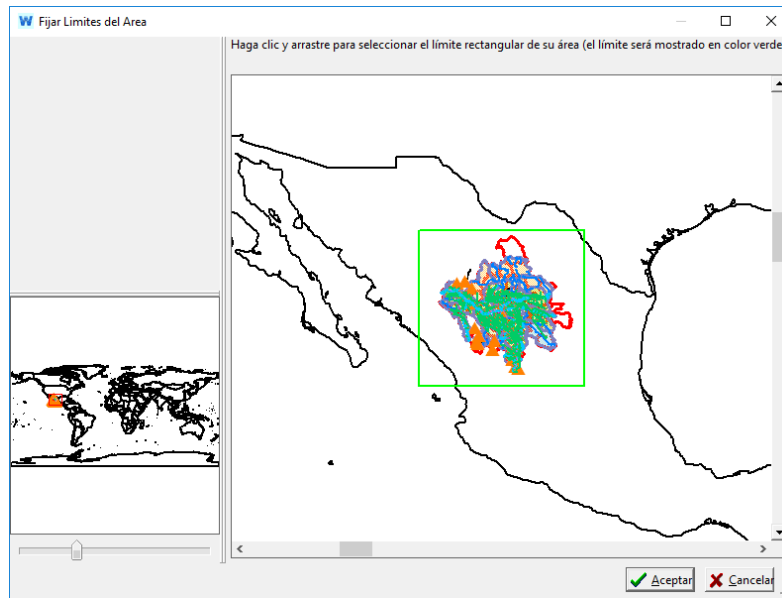 W Fijar Limites del Area
Haga clic y arrastre para seleccionar el límite rectangular de su área (el límite será mostrado en color verde
Aceptar
Cancelar